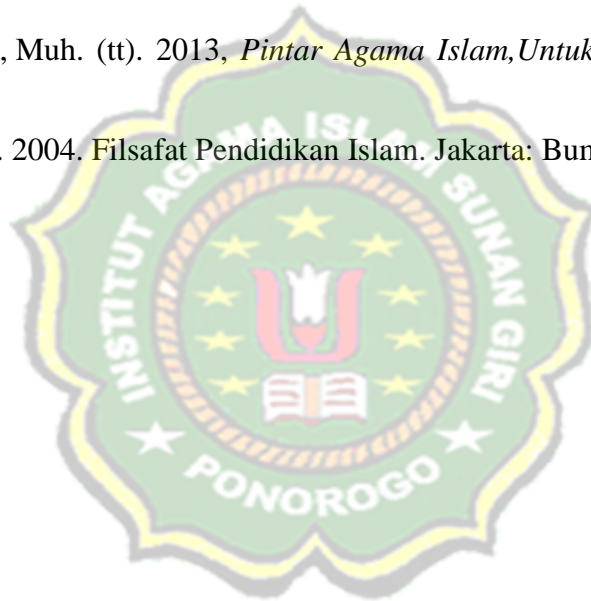 , Muh. (tt). 2013, Pintar Agama Islam,Untuk
. 2004. Filsafat Pendidikan Islam. Jakarta: Bun
INSTITUT AGAMA ISLAM SUNAN GIRI
PONOROGO